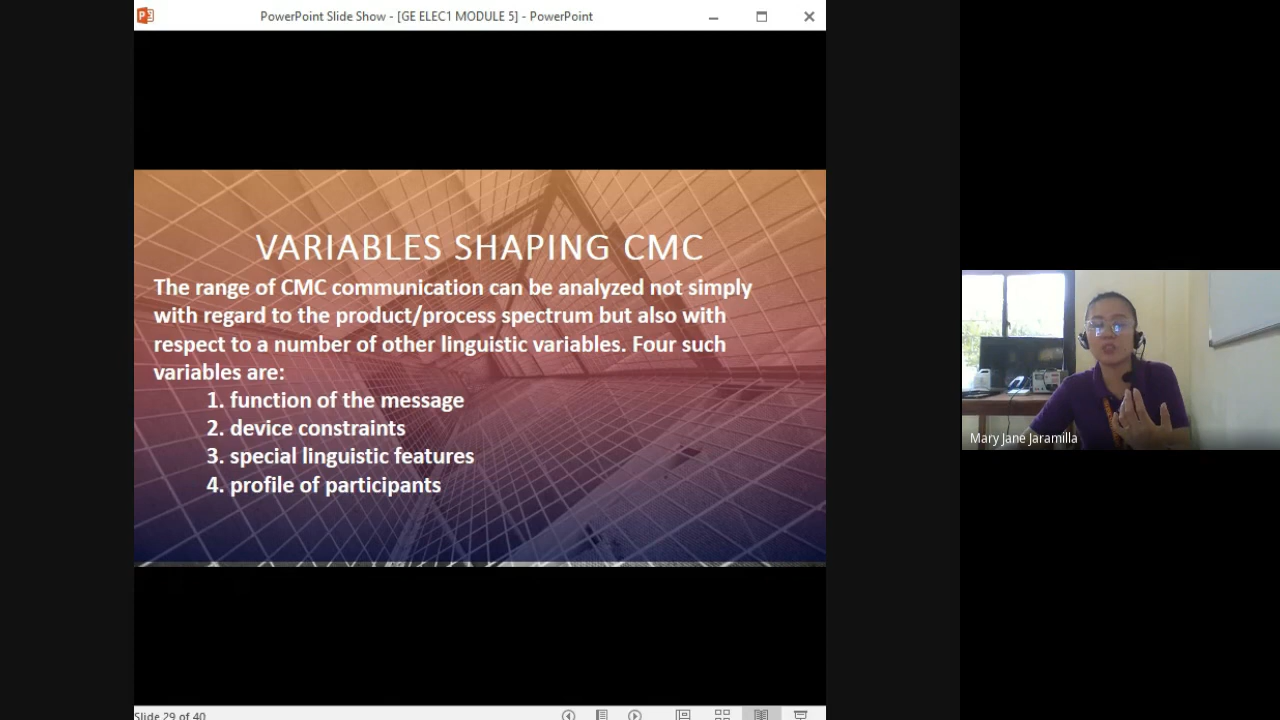 PowerPoint Slide Show - [GE ELEC1 MODULE 5] - PowerPoint
VARIABLES SHAPING CMC
The range of CMC communication can be analyzed not simply
with regard to the product/process spectrum but also with
respect to a number of other linguistic variables. Four such
variables are:
1. function of the message
2. device constraints
3. special linguistic features
4. profile of participants
Mary Jane Jaramilla
Slide 29 of 40